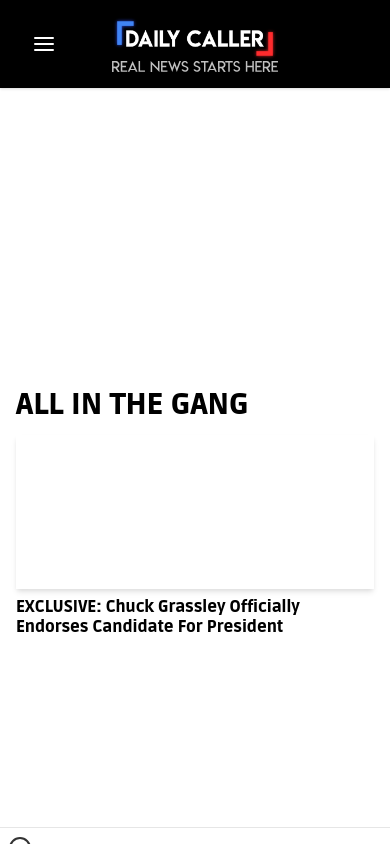 DAILY CALLER
REAL NEWS STARTS HERE
ALL IN THE GANG
EXCLUSIVE: Chuck Grassley Officially
Endorses Candidate For President